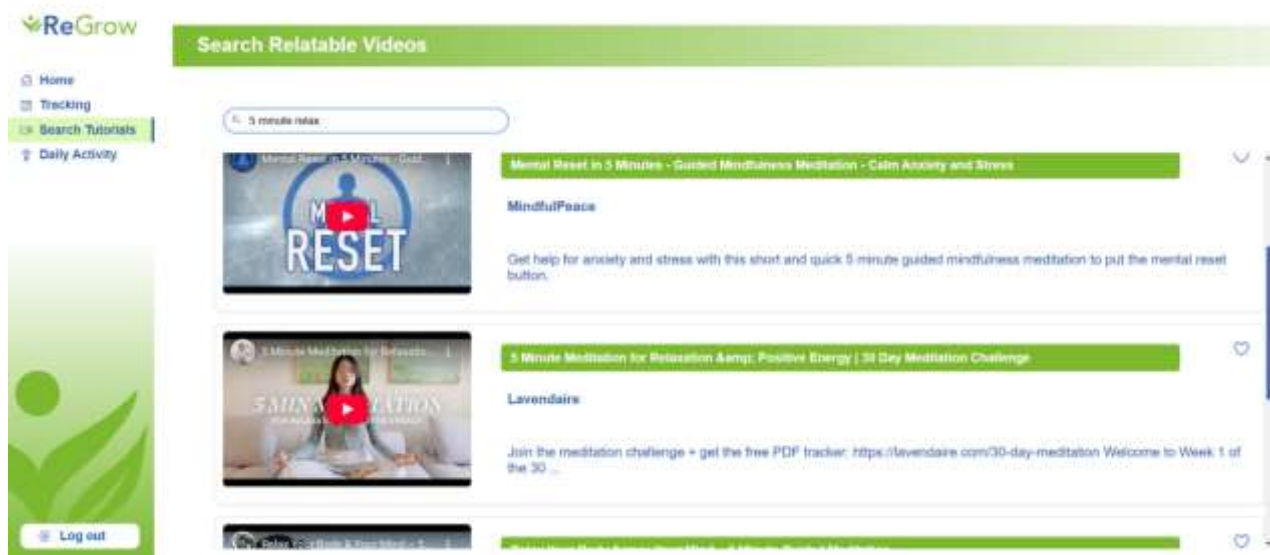 ReGrow
Search Relatable Videos
Home
Tracking
Search Tutorials
Daily Activity
5 minute relax
Mental Reset in 5 Minutes - Guid...
MENTAL
RESET
Mental Reset in 5 Minutes - Guided Mindfulness Meditation - Calm Anxiety and Stress
MindfulPeace
Get help for anxiety and stress with this short and quick 5 minute guided mindfulness meditation to put the mental reset
button.
5 Minute Meditation for Relaxatio...
5 MIN MEDITATION
5 Minute Meditation for Relaxation &amp; Positive Energy | 30 Day Meditation Challenge
Lavendaire
Join the meditation challenge + get the free PDF tracker: https://lavendaire.com/30-day-meditation Welcome to Week 1 of
the 30 ...
Log out